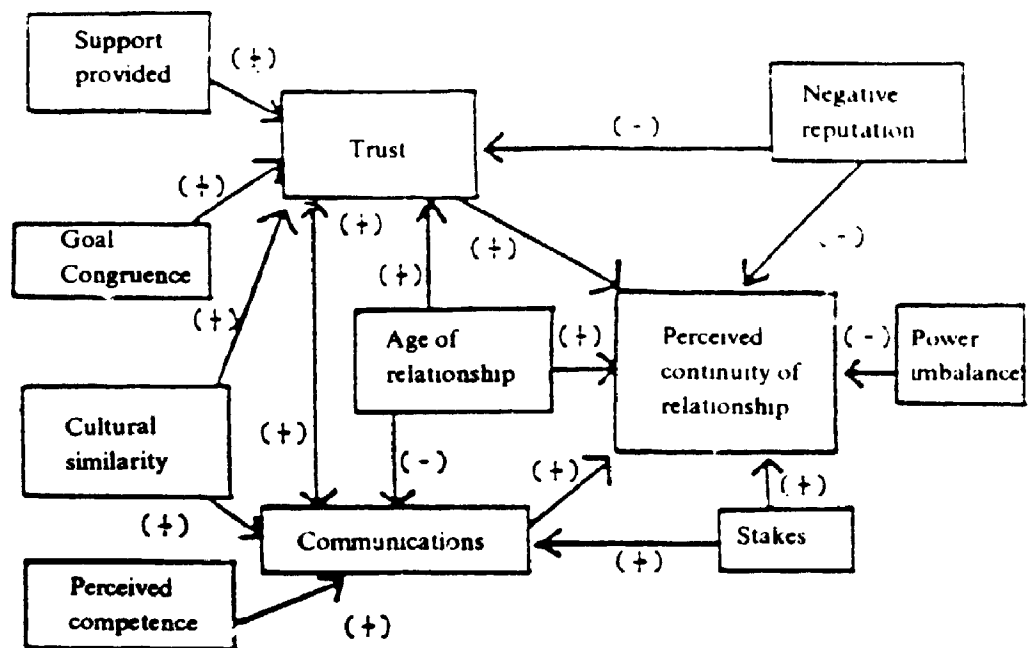 Support
provided
(+)
Trust
(-)
Negative
reputation
(+)
Goal
Congruence
(+)
(+)
(+)
(-)
(+)
Age of
relationship
(+)
Perceived
continuity of
relationship
(-)
Power
imbalance
Cultural
similarity
(+)
(-)
(+)
(+)
(+)
Communications
(+)
Stakes
Perceived
competence
(+)